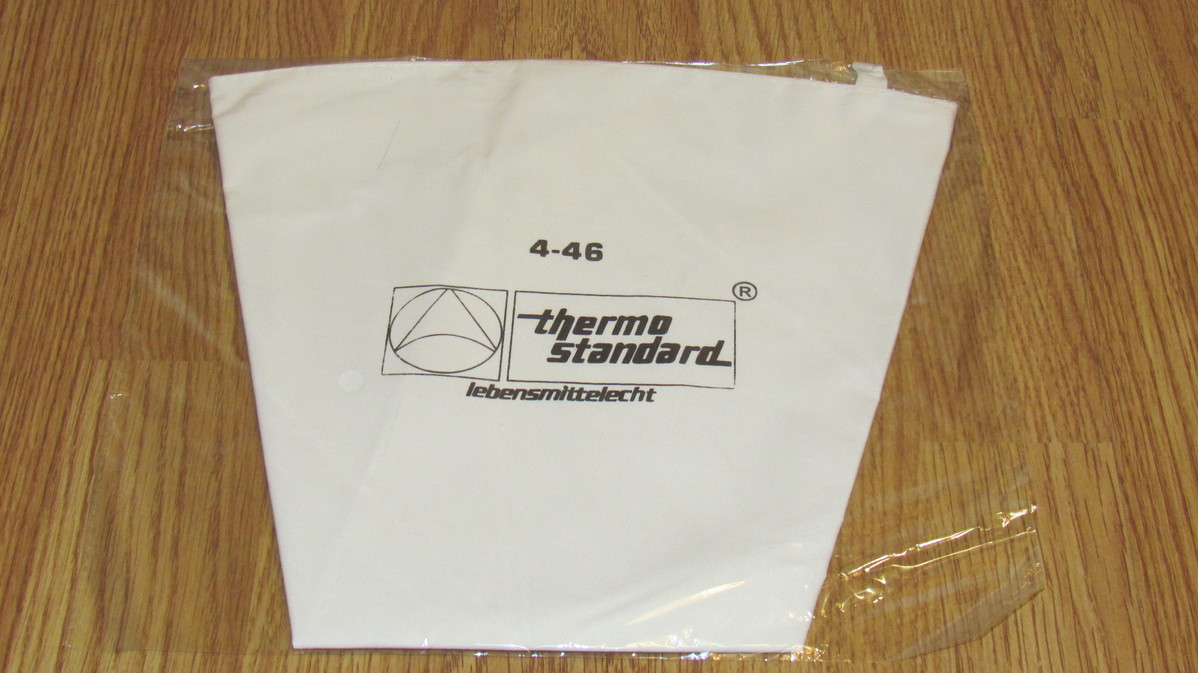 4-46
®
thermo
standard
lebensmittelecht